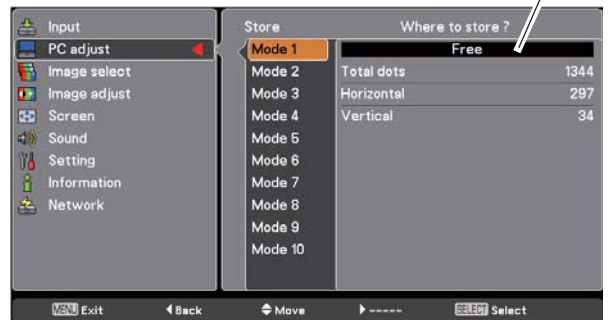 Input
PC adjust
Image select
Image adjust
Screen
Sound
Setting
Information
Network
Store
Where to store ?
Mode 1
Mode 2
Mode 3
Mode 4
Mode 5
Mode 6
Mode 7
Mode 8
Mode 9
Mode 10
Free
Total dots 1344
Horizontal 297
Vertical 34
MENU Exit ◀Back ◆Move ▶----- SELECT Select